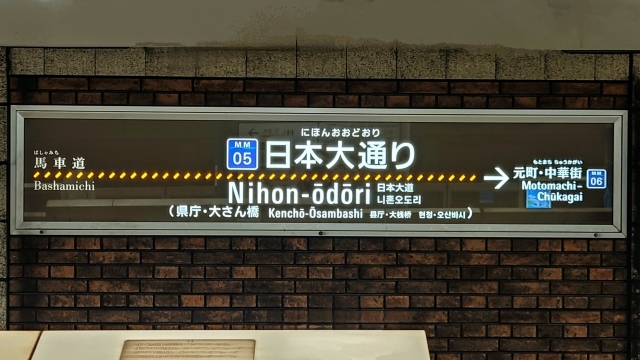 ばしゃみち
馬車道
Bashamichi
にほんおおどおり
MM
05
日本大通り
Nihon-ōdōri
日本大道
니혼오도리
(県庁・大さん橋 Kenchō-Ōsambashi 县厅・大栈桥 현청・오산바시)
もとまち ちゅうかがい
元町・中華街
Motomachi-
Chūkagai
MM
06